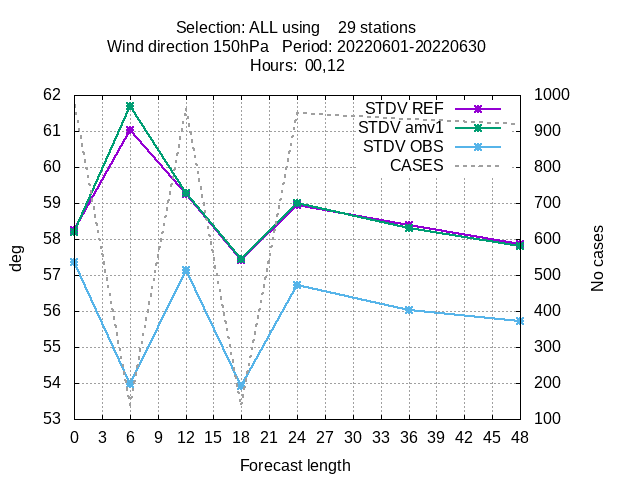 Selection: ALL using    29 stations
Wind direction 150hPa   Period: 20220601-20220630
Hours:  00,12
62
61
60
59
58
57
56
55
54
53
1000
900
800
700
600
500
400
300
200
100
deg
No cases
STDV REF
STDV amv1
STDV OBS
CASES
0 3 6 9 12 15 18 21 24 27 30 33 36 39 42 45 48
Forecast length